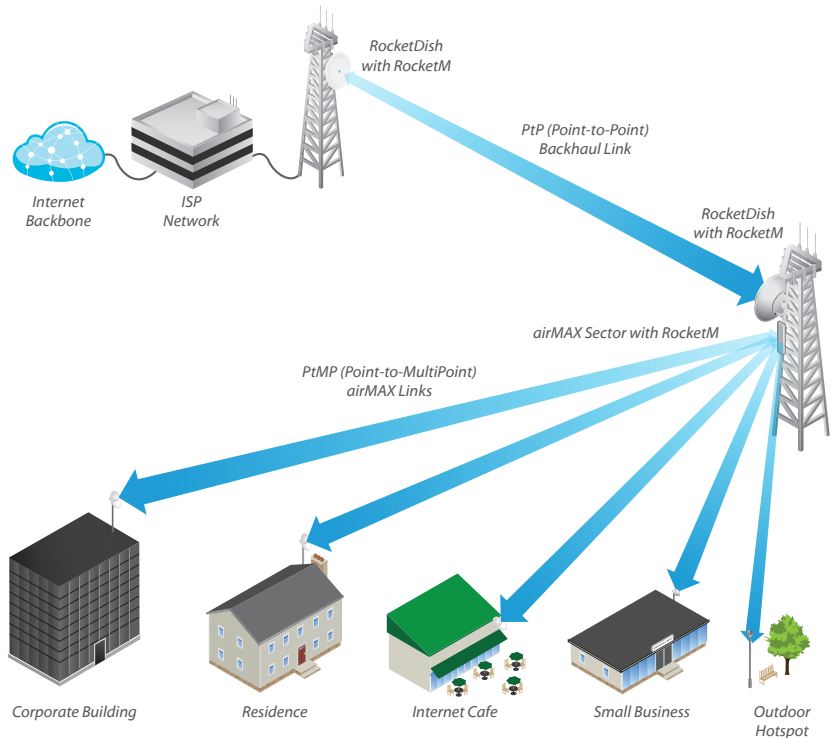 RocketDish
with RocketM
PtP (Point-to-Point)
Backhaul Link
Internet
Backbone
ISP
Network
RocketDish
with RocketM
airMAX Sector with RocketM
PtMP (Point-to-MultiPoint)
airMAX Links
Corporate Building
Residence
Internet Cafe
Small Business
Outdoor
Hotspot